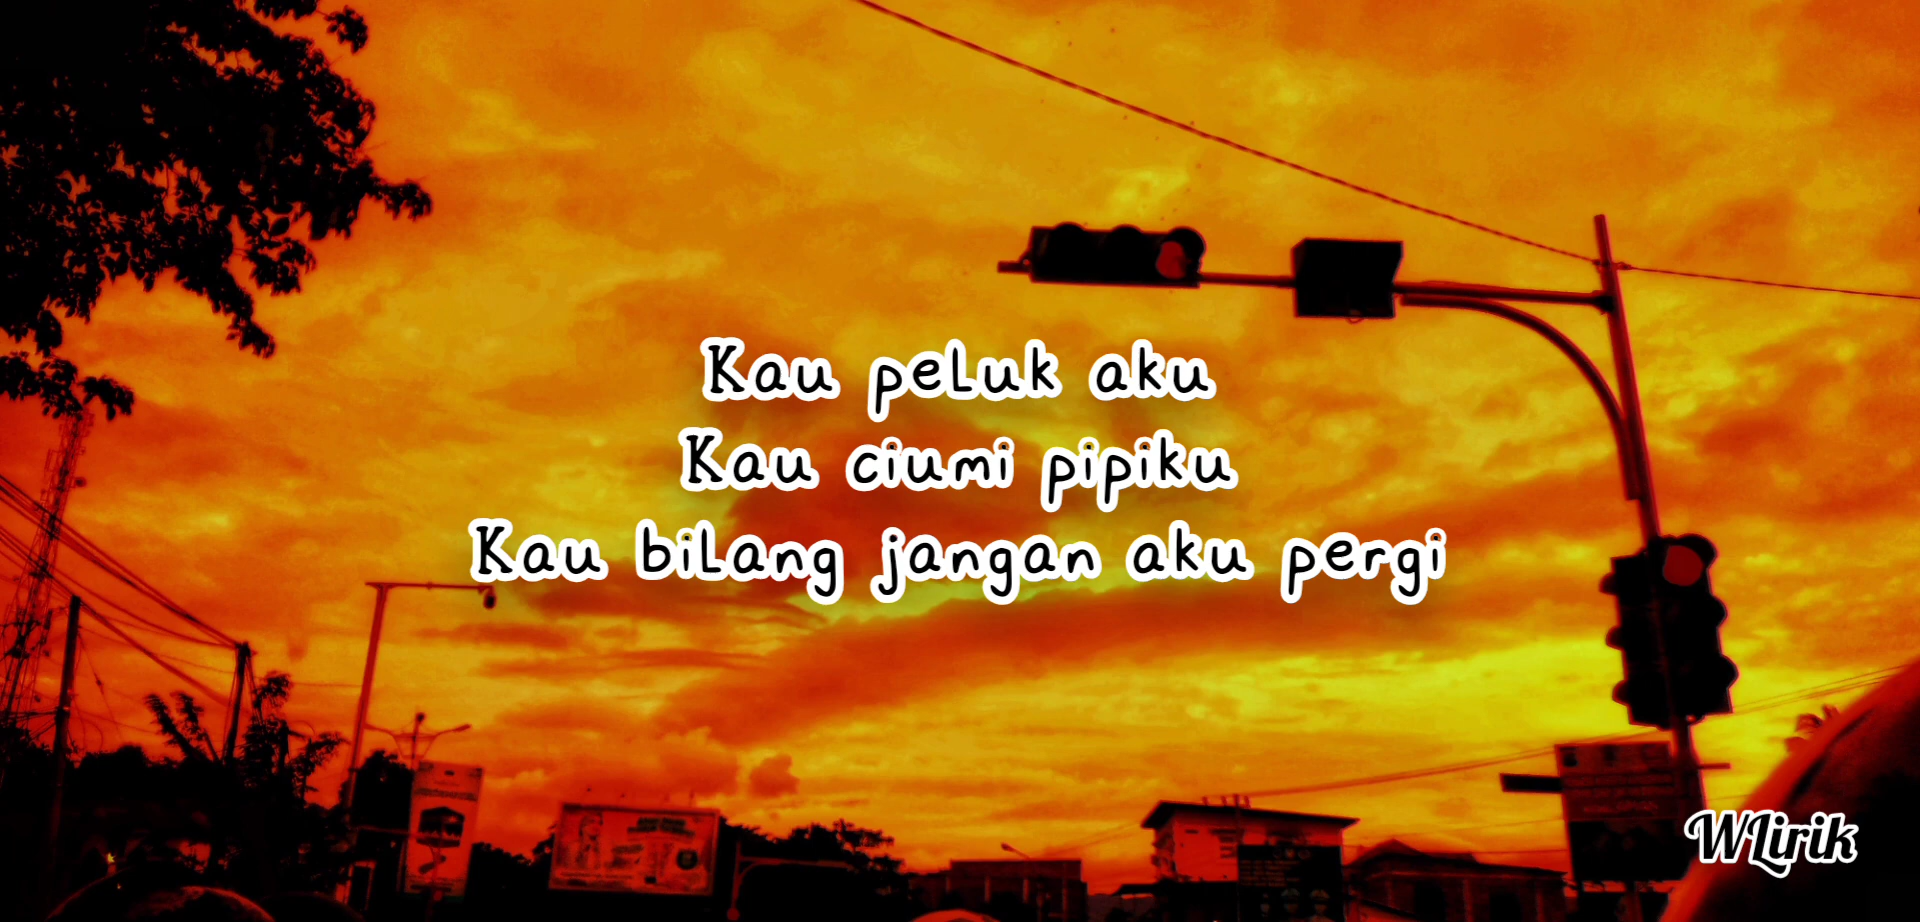 Kau peluk aku
Kau ciumi pipiku
Kau bilang jangan aku pergi
WLirik